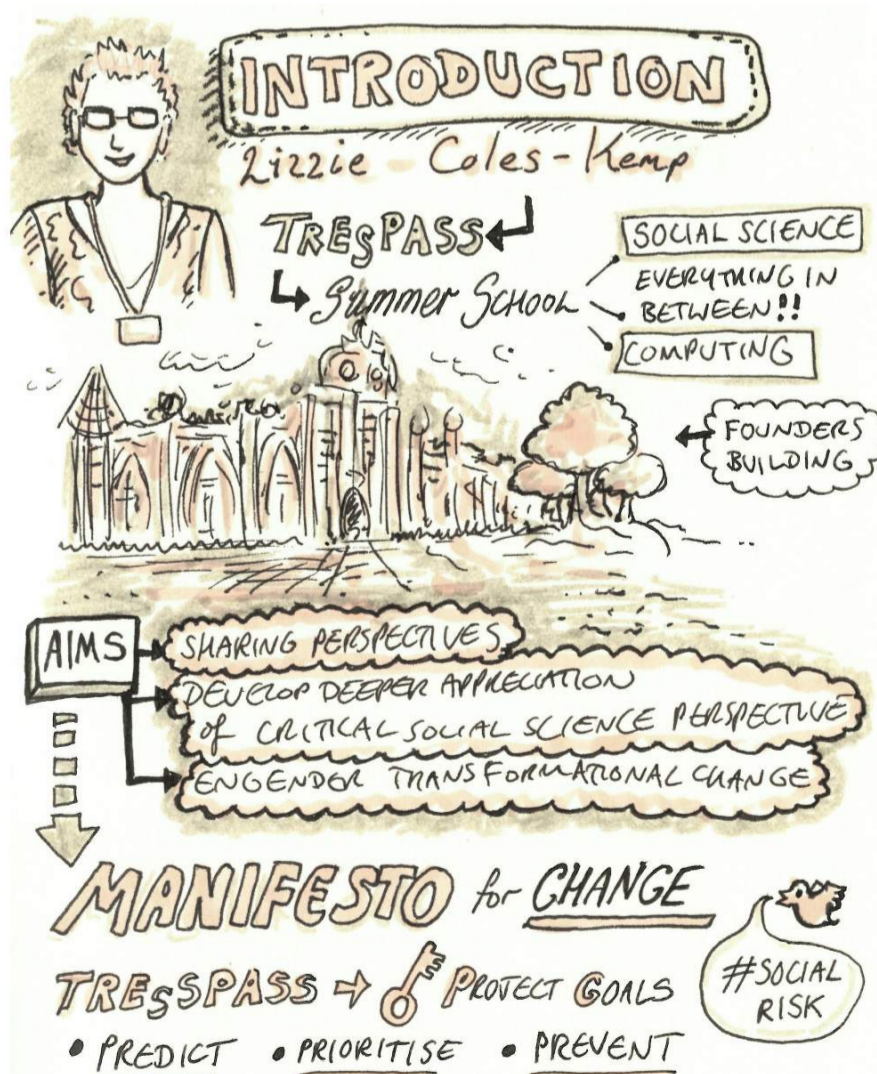 INTRODUCTION
Lizzie - Coles-Kemp
TRESPASS
SUMMER SCHOOL
SOCIAL SCIENCE
EVERYTHING IN
BETWEEN!!
COMPUTING
FOUNDERS
BUILDING
AIMS
SHARING PERSPECTIVES
DEVELOP DEEPER APPRECIATION
of CRITICAL SOCIAL SCIENCE PERSPECTIVE
ENGENDER TRANSFORMATIONAL CHANGE
MANIFESTO for CHANGE
#SOCIAL
RISK
TRESSPASS → PROJECT GOALS
• PREDICT • PRIORITISE • PREVENT